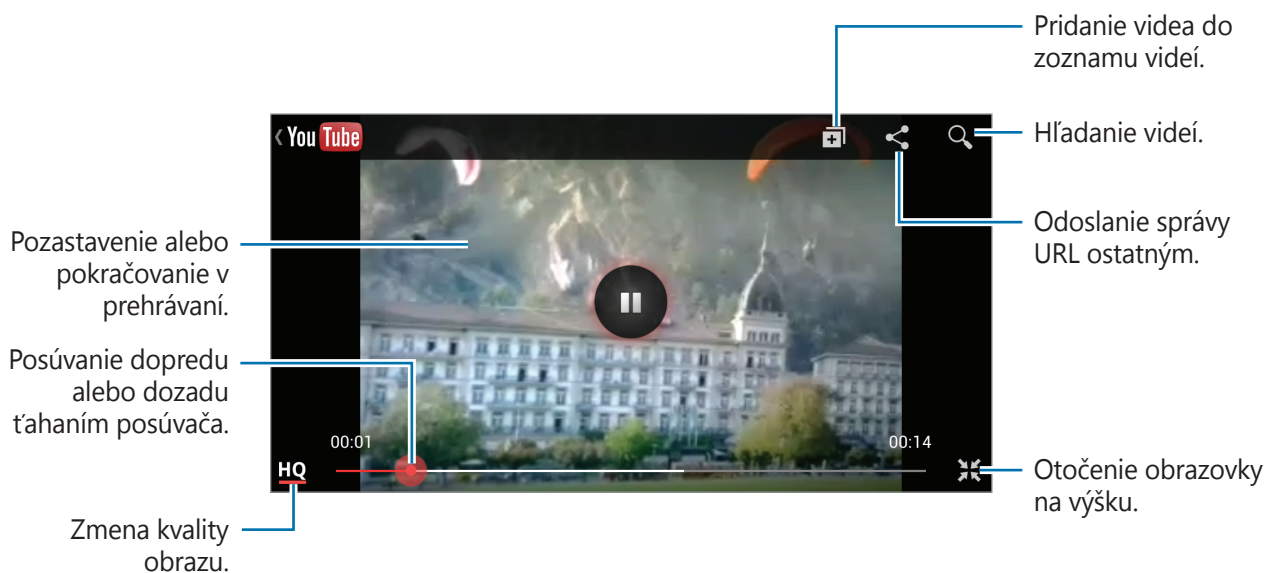 Pridanie videa do
zoznamu videí.
You Tube
Hľadanie videí.
Odoslanie správy
URL ostatným.
Pozastavenie alebo
pokračovanie v
prehrávaní.
Posúvanie dopredu
alebo dozadu
ťahaním posúvača.
00:01
00:14
HQ
Otočenie obrazovky
na výšku.
Zmena kvality
obrazu.